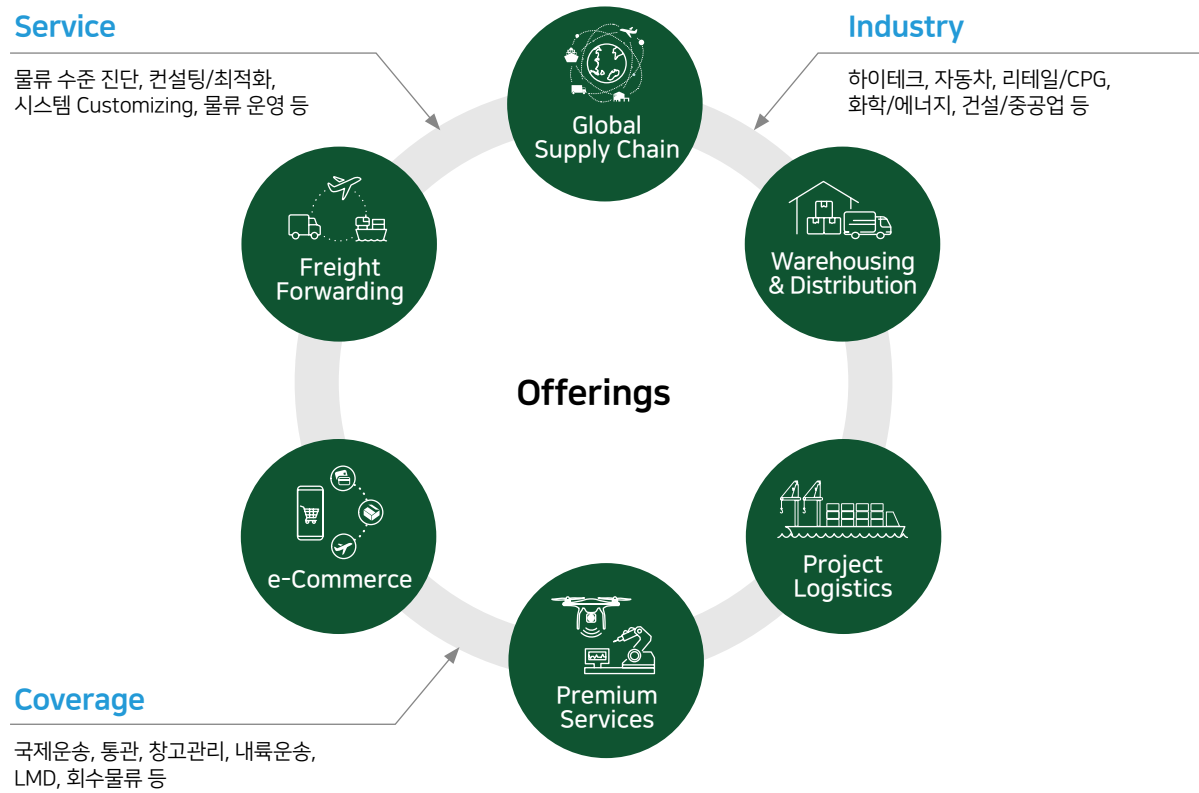 Service
물류 수준 진단, 컨설팅/최적화,
시스템 Customizing, 물류 운영 등
Industry
하이테크, 자동차, 리테일/CPG,
화학/에너지, 건설/중공업 등
Global
Supply Chain
Freight
Forwarding
Warehousing
& Distribution
Offerings
e-Commerce
Project
Logistics
Premium
Services
Coverage
국제운송, 통관, 창고관리, 내륙운송,
LMD, 회수물류 등